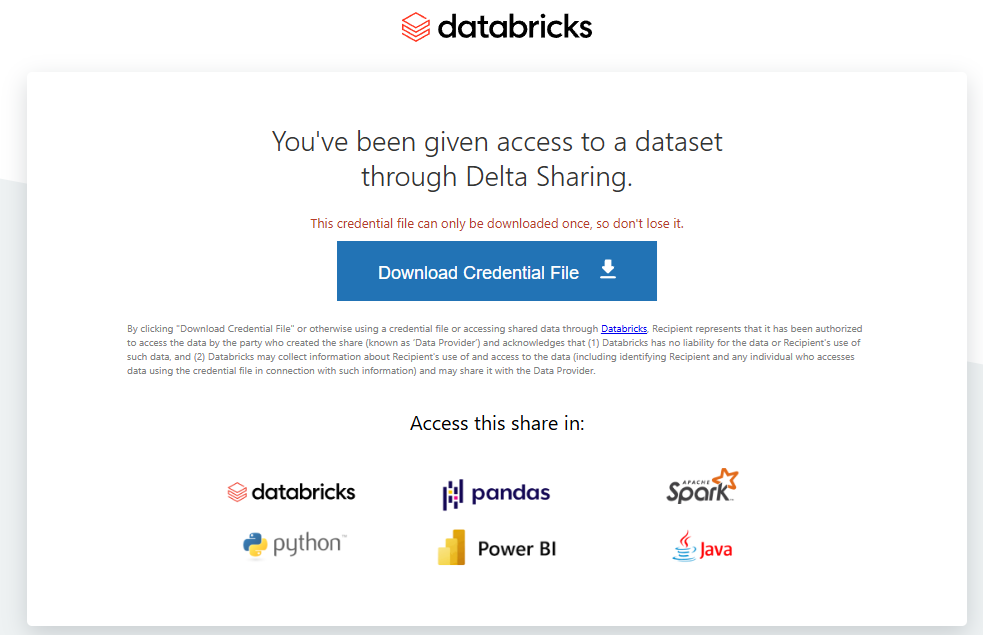 databricks
You've been given access to a dataset
through Delta Sharing.
This credential file can only be downloaded once, so don't lose it.
Download Credential File
By clicking "Download Credential File" or otherwise using a credential file or accessing shared data through Databricks, Recipient represents that it has been authorized
to access the data by the party who created the share (known as 'Data Provider') and acknowledges that (1) Databricks has no liability for the data or Recipient's use of
such data, and (2) Databricks may collect information about Recipient's use of and access to the data (including identifying Recipient and any individual who accesses
data using the credential file in connection with such information) and may share it with the Data Provider.
Access this share in:
databricks
pandas
APACHE
Spark™
python™
Power BI
Java